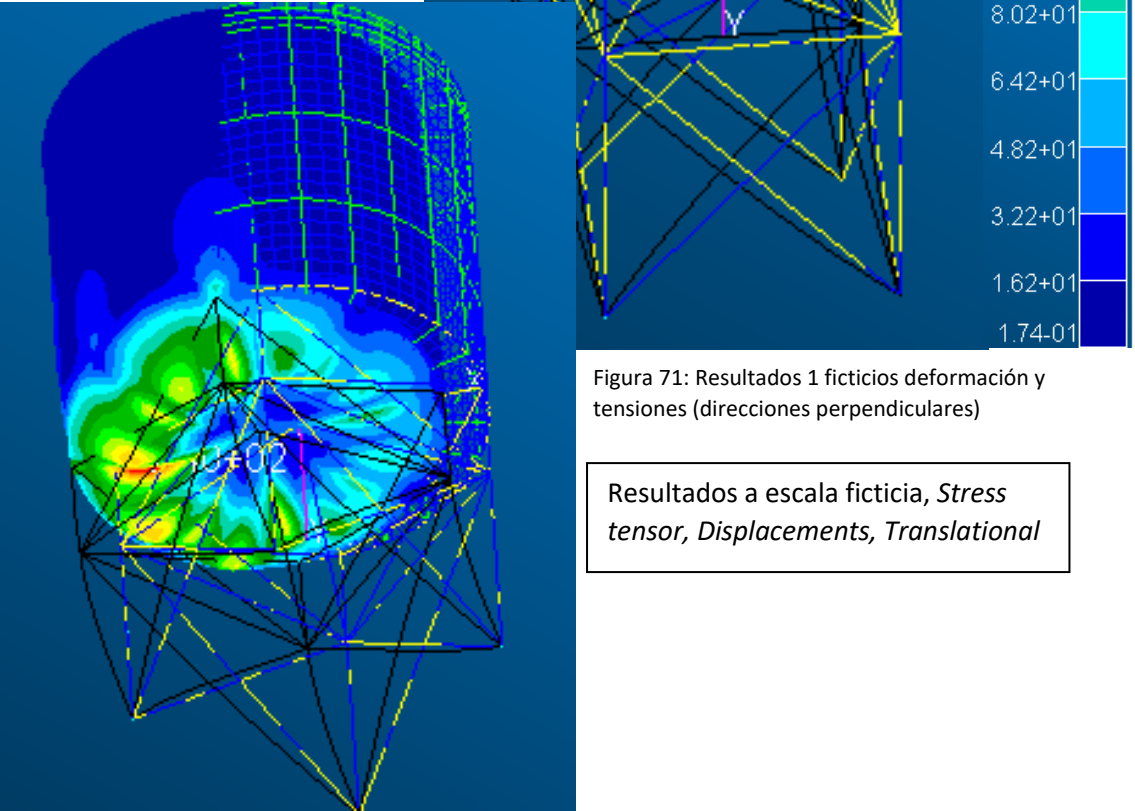 8.02+01
6.42+01
4.82+01
3.22+01
1.62+01
1.74-01
Y
Figura 71: Resultados 1 ficticios deformación y
tensiones (direcciones perpendiculares)
Resultados a escala ficticia, Stress
tensor, Displacements, Translational